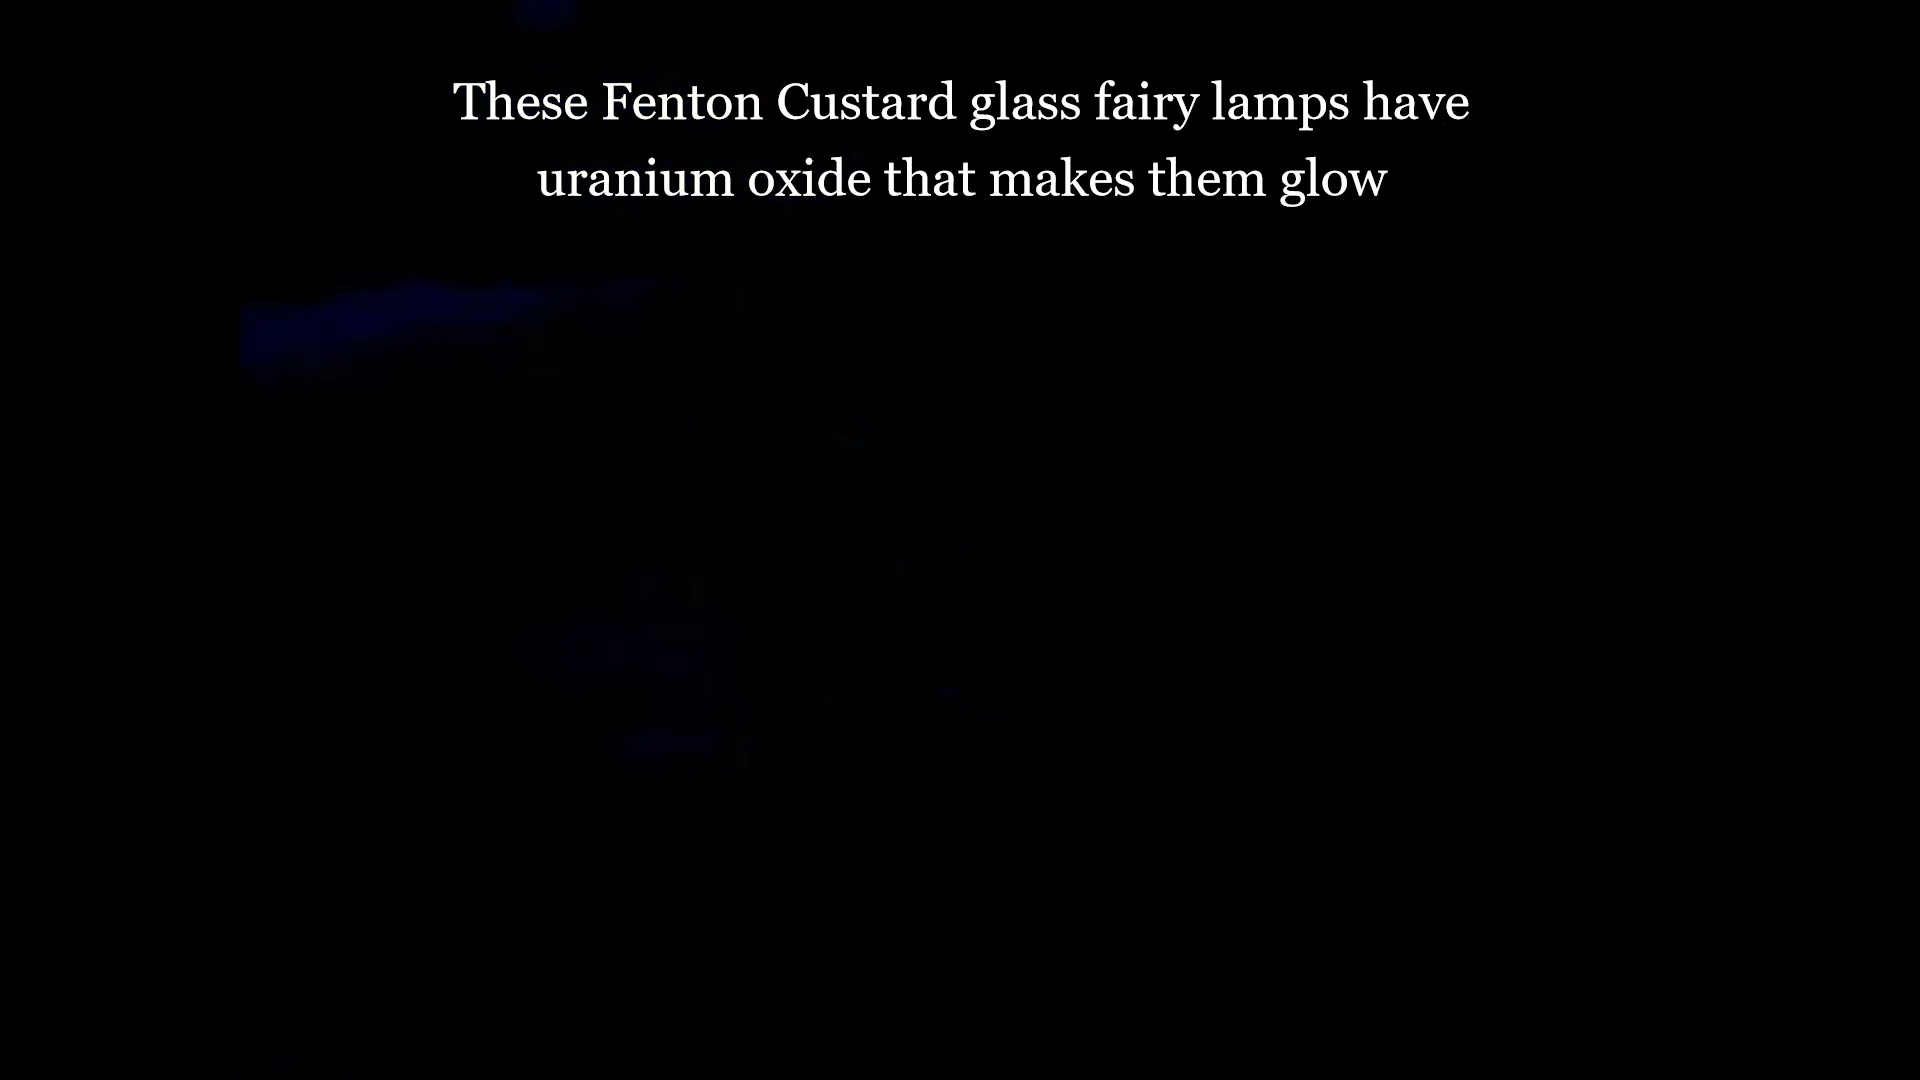 These Fenton Custard glass fairy lamps have
uranium oxide that makes them glow